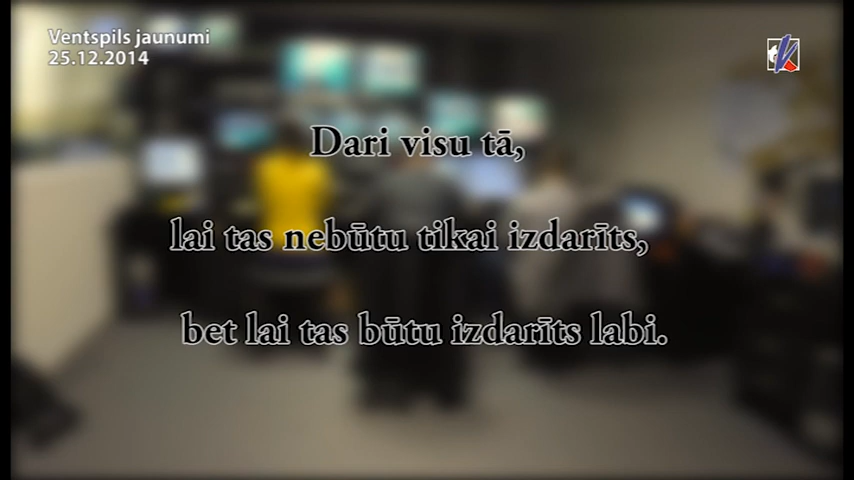 Ventspils jaunumi
25.12.2014
Dari visu tā,
lai tas nebūtu tikai izdarīts,
bet lai tas būtu izdarīts labi.